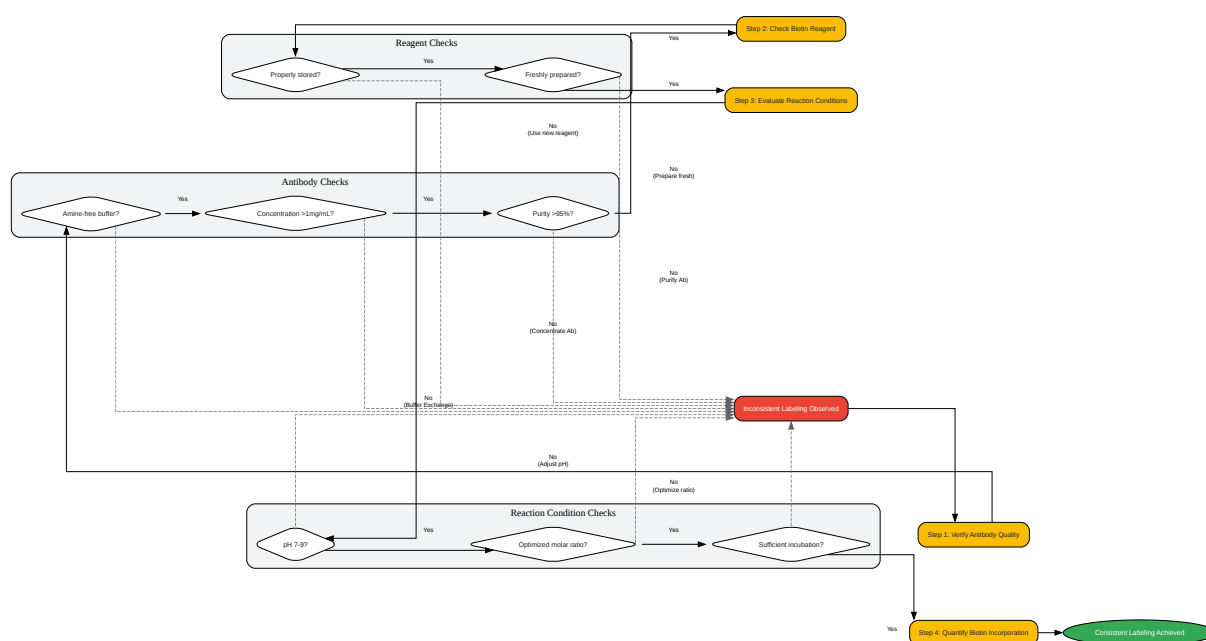 Step 2: Check Biotin Reagent
Yes
Reagent Checks
Properly stored?
Yes
Freshly prepared?
Yes
Step 3: Evaluate Reaction Conditions
No
(Use new reagent)
No
(Prepare fresh)
Antibody Checks
Amine-free buffer?
Yes
Concentration >1mg/mL?
Yes
Purity >95%?
No
(Purify Ab)
No
(Concentrate Ab)
No
(Buffer Exchange)
Inconsistent Labeling Observed
No
(Adjust pH)
No
(Optimize ratio)
Reaction Condition Checks
pH 7-9?
Yes
Optimized molar ratio?
Yes
Sufficient incubation?
Step 1: Verify Antibody Quality
Yes
Step 4: Quantify Biotin Incorporation
Consistent Labeling Achieved